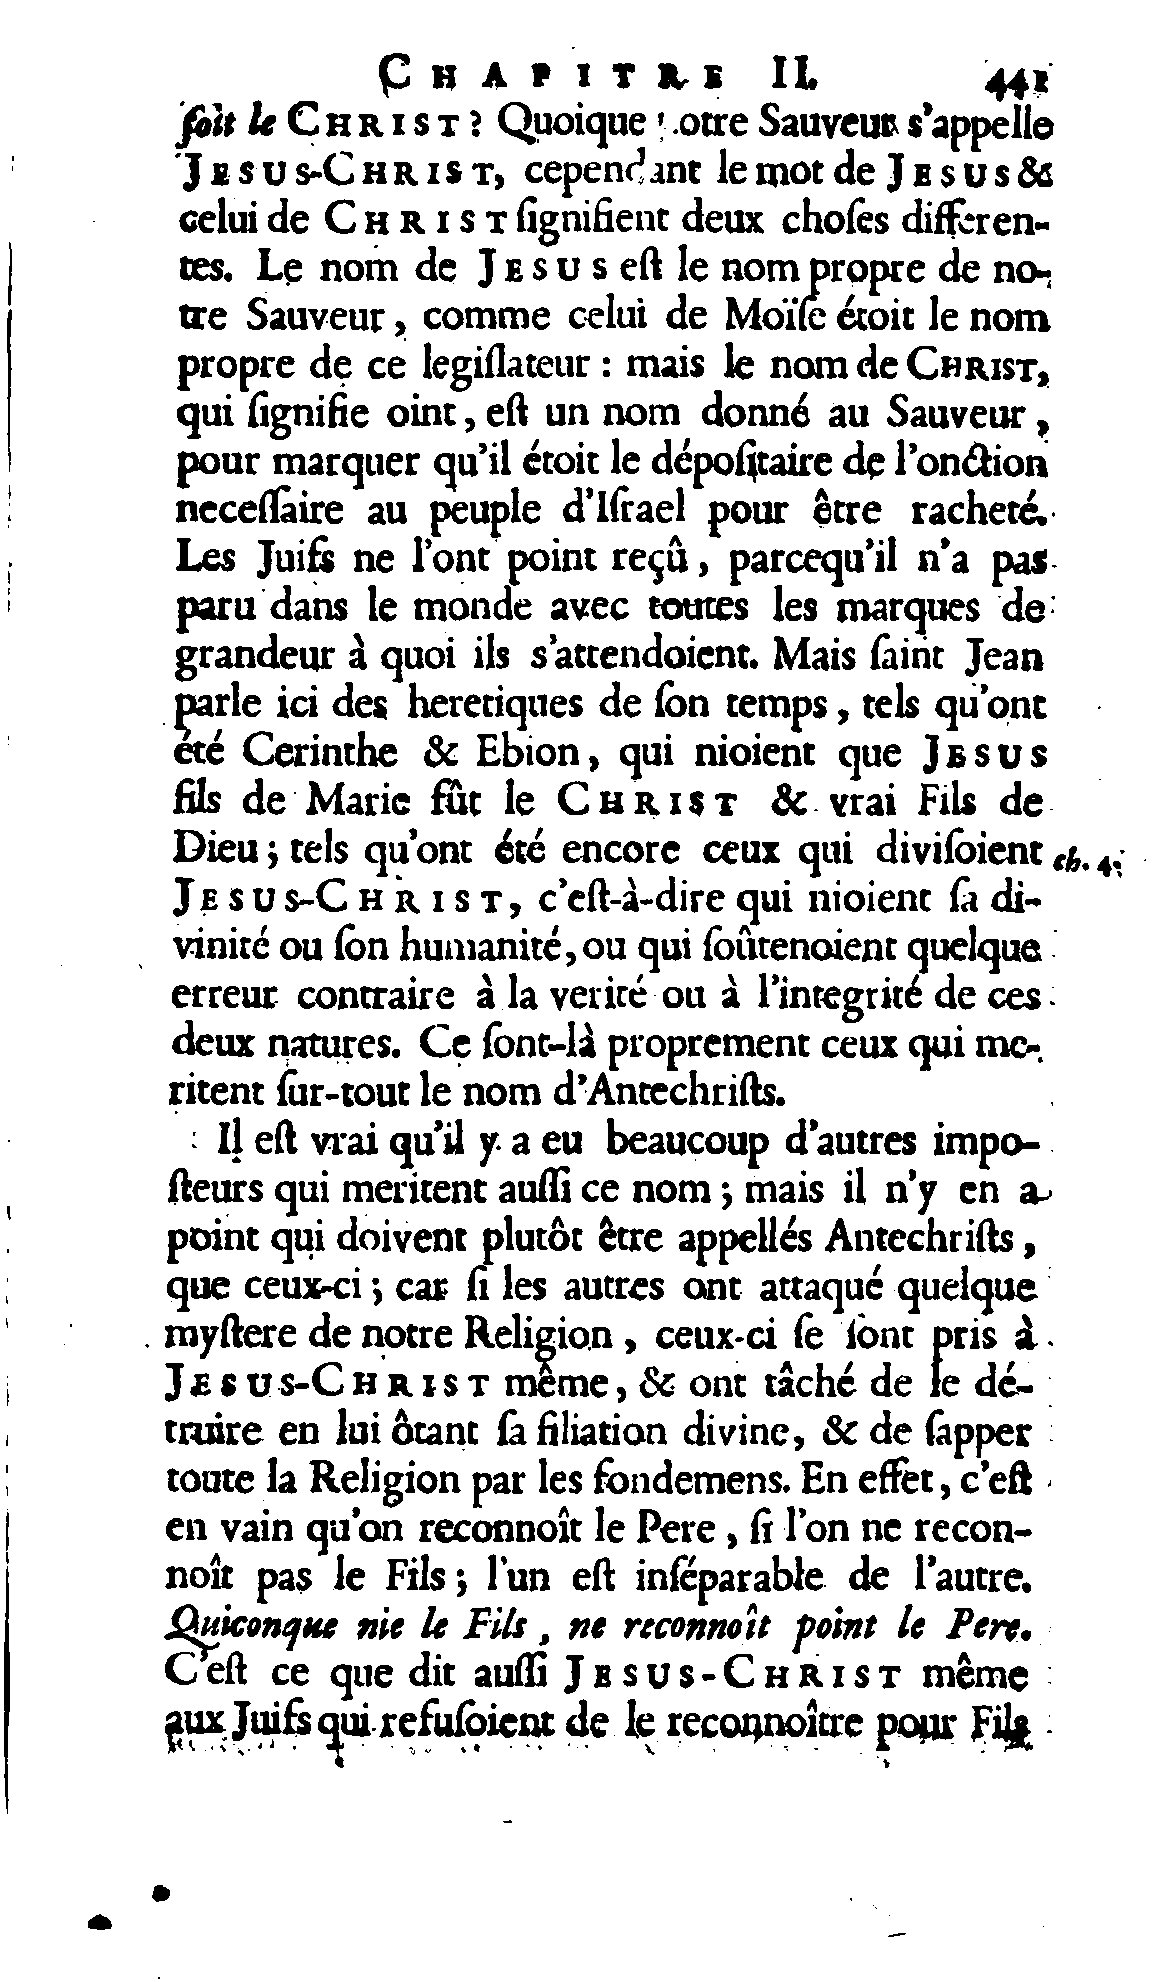 CHAPITRE II. 441
ſoit le CHRIST? Quoique notre Sauveur s'appelle
JESUS-CHRIST, cependant le mot de JESUS &
celui de CHRIST ſignifient deux choſes differen-
tes. Le nom de JESUS eſt le nom propre de no-
tre Sauveur, comme celui de Moïſe étoit le nom
propre de ce legiſlateur : mais le nom de CHRIST,
qui ſignifie oint, eſt un nom donné au Sauveur,
pour marquer qu'il étoit le dépoſitaire de l'onction
neceſſaire au peuple d'Iſrael pour être racheté.
Les Juifs ne l'ont point reçû, parcequ'il n'a pas
paru dans le monde avec toutes les marques de
grandeur à quoi ils s'attendoient. Mais ſaint Jean
parle ici des heretiques de ſon temps, tels qu'ont
été Cerinthe & Ebion, qui nioient que JESUS
fils de Marie fût le CHRIST & vrai Fils de
Dieu; tels qu'ont été encore ceux qui diviſoient
ch. 4.
JESUS-CHRIST, c'eſt-à-dire qui nioient ſa di-
vinité ou ſon humanité, ou qui ſoûtenoient quelque
erreur contraire à la verité ou à l'integrité de ces
deux natures. Ce ſont-là proprement ceux qui me-
ritent ſur-tout le nom d'Antechriſts.
Il eſt vrai qu'il y a eu beaucoup d'autres impo-
ſteurs qui meritent auſſi ce nom; mais il n'y en a
point qui doivent plutôt être appellés Antechriſts,
que ceux-ci; car ſi les autres ont attaqué quelque
myſtere de notre Religion, ceux-ci ſe ſont pris à
JESUS-CHRIST même, & ont tâché de le dé-
truire en lui ôtant ſa filiation divine, & de ſapper
toute la Religion par les fondemens. En effet, c'eſt
en vain qu'on reconnoît le Pere, ſi l'on ne recon-
noît pas le Fils; l'un eſt inſéparable de l'autre.
Quiconque nie le Fils, ne reconnoît point le Pere.
C'eſt ce que dit auſſi JESUS-CHRIST même
aux Juifs qui refuſoient de le reconnoître pour Fils